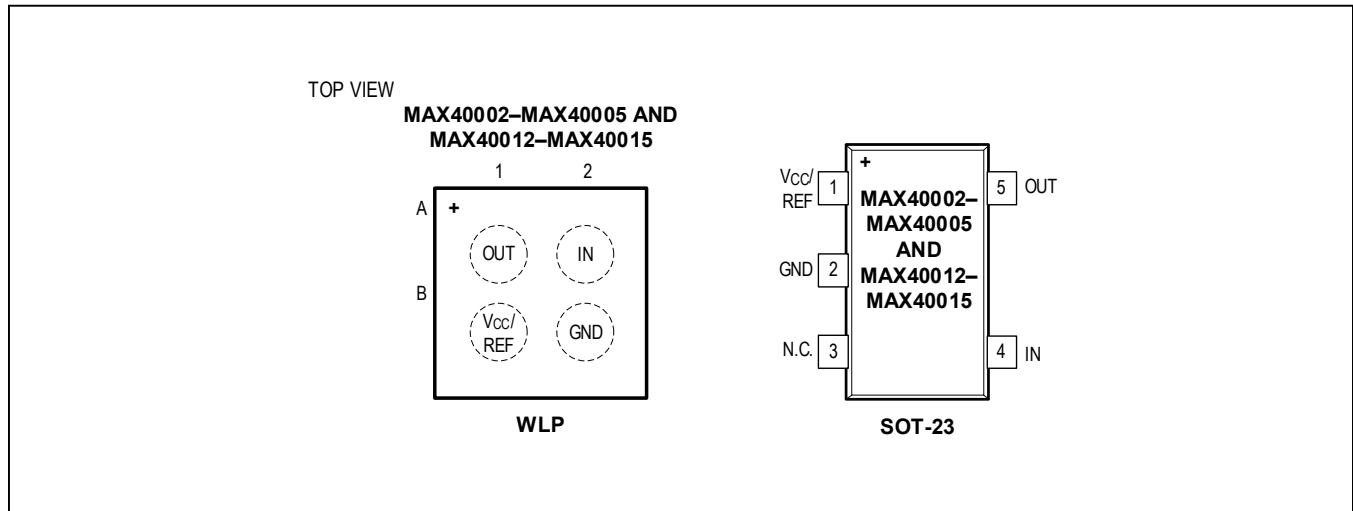 TOP VIEW
MAX40002–MAX40005 AND
MAX40012–MAX40015
1 2
A +
OUT IN
B
VCC/
REF
GND
WLP
+
VCC/
REF
1
MAX40002–
MAX40005
AND
MAX40012–
MAX40015
5 OUT
GND 2
N.C. 3
4 IN
SOT-23